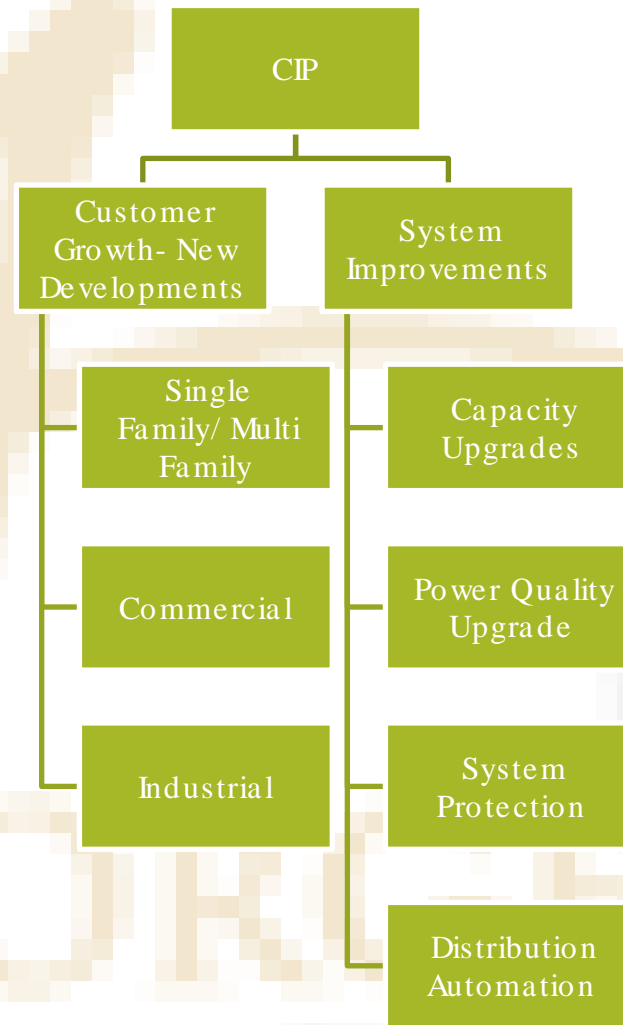 CIP
Customer
Growth- New
Developments
System
Improvements
Single
Family/ Multi
Family
Capacity
Upgrades
Commercial
Power Quality
Upgrade
Industrial
System
Protection
Distribution
Automation